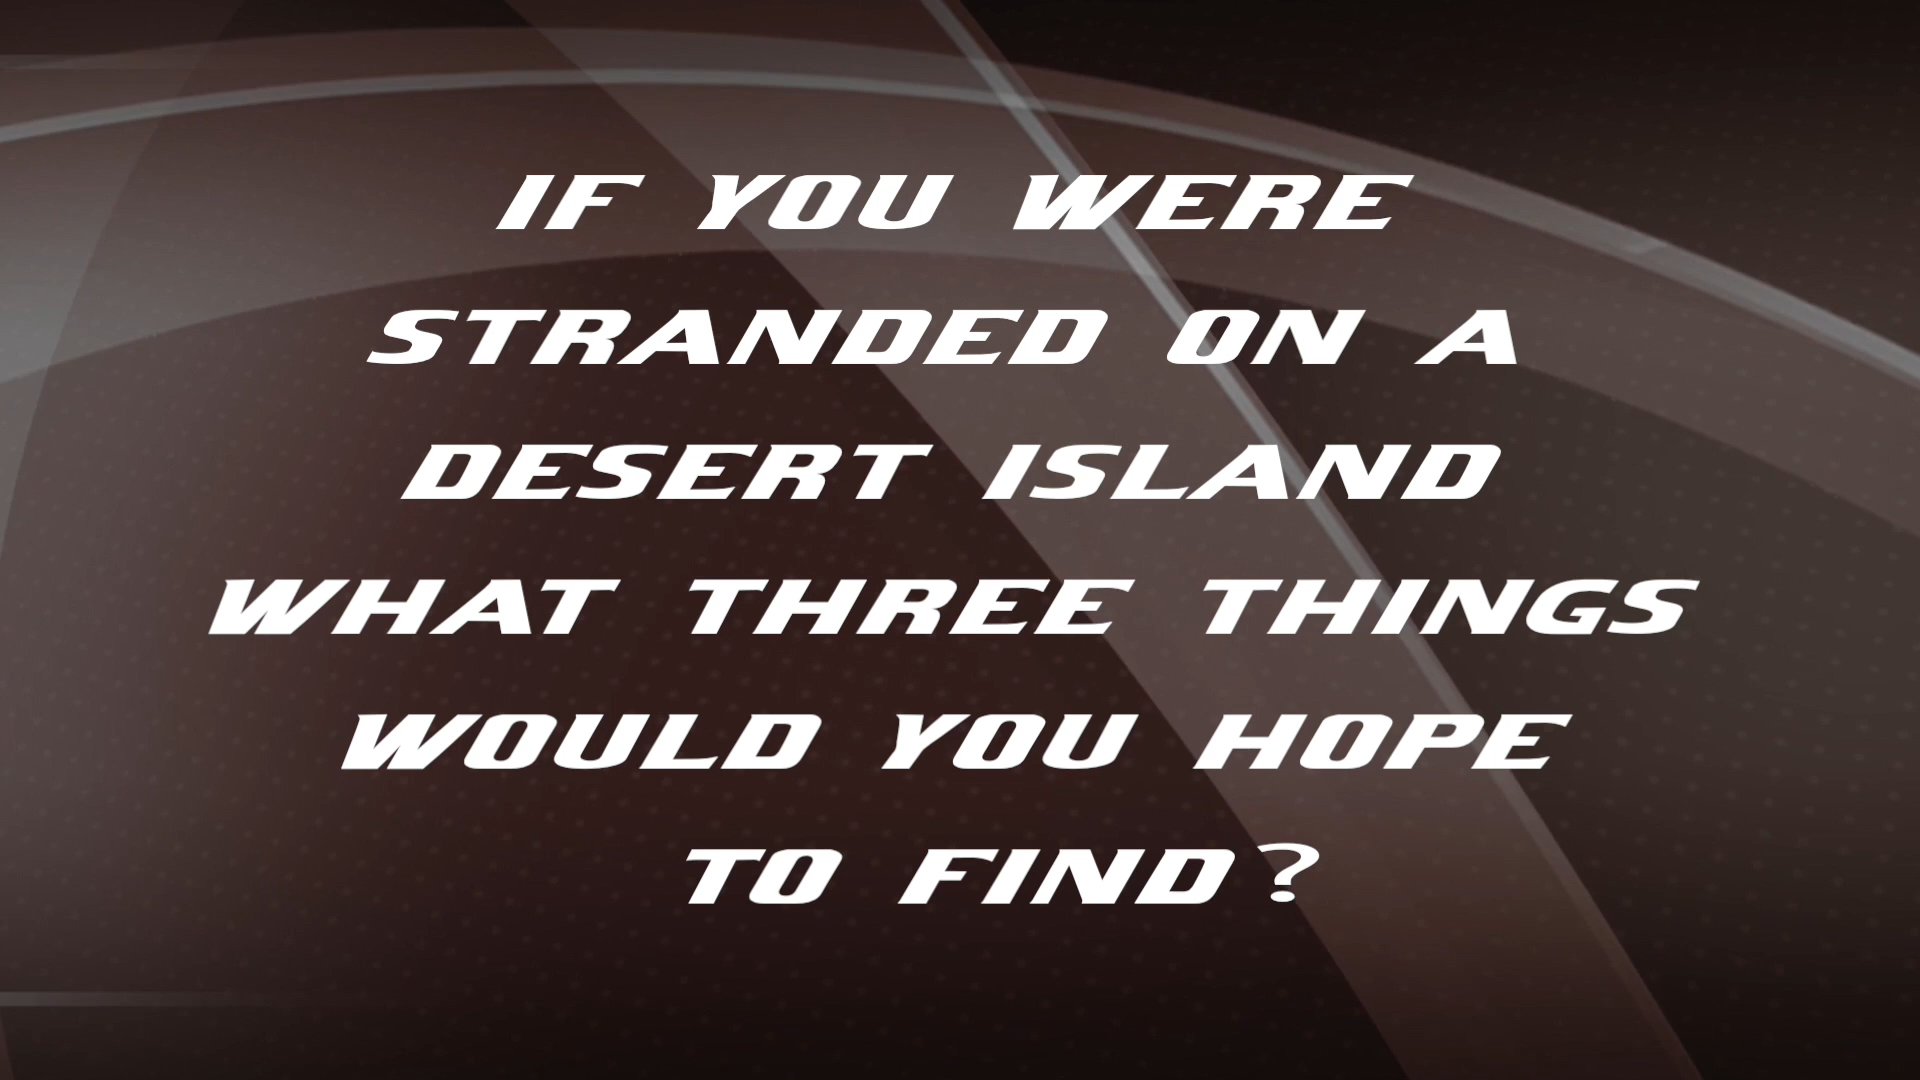 IF YOU WERE
STRANDED ON A
DESERT ISLAND
WHAT THREE THINGS
WOULD YOU HOPE
TO FIND?